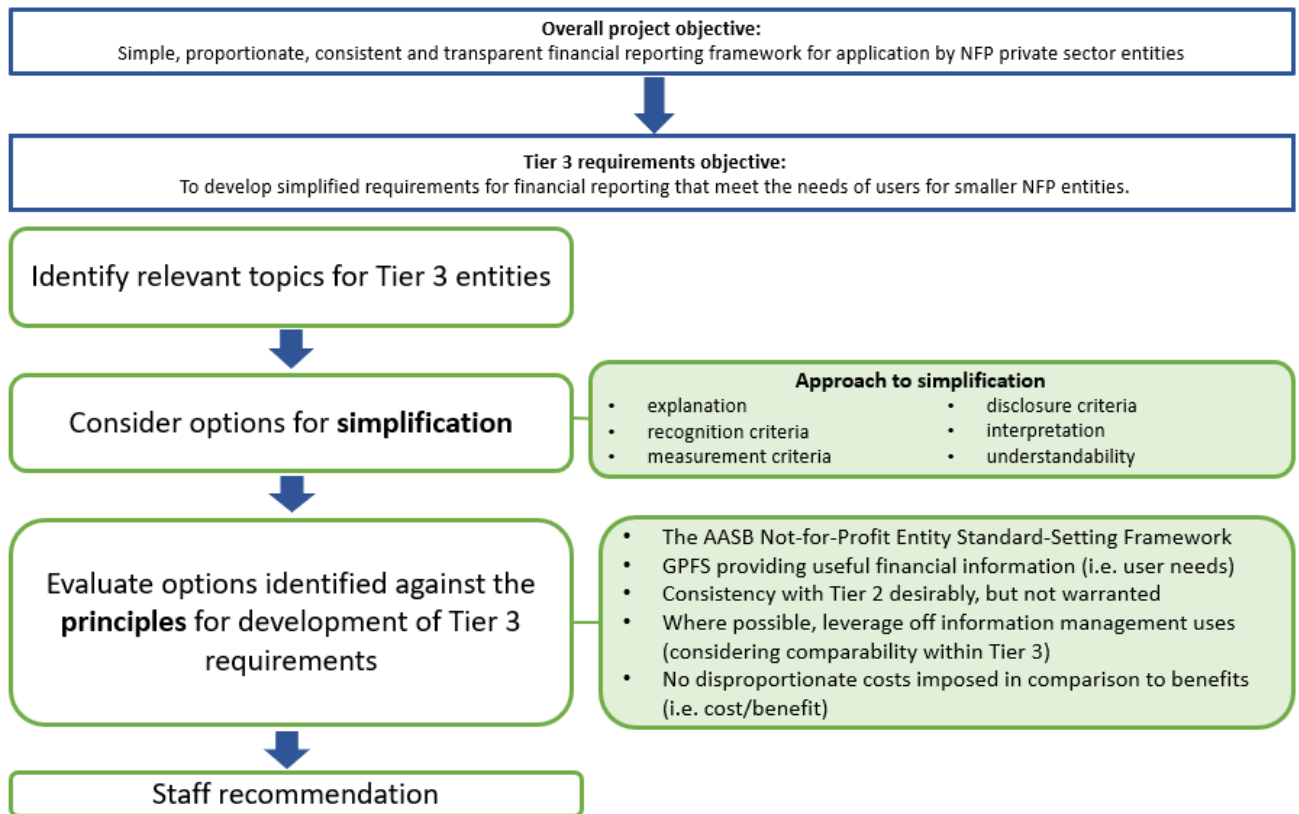 Overall project objective:
Simple, proportionate, consistent and transparent financial reporting framework for application by NFP private sector entities
Tier 3 requirements objective:
To develop simplified requirements for financial reporting that meet the needs of users for smaller NFP entities.
Identify relevant topics for Tier 3 entities
Consider options for simplification
Approach to simplification
• explanation
• recognition criteria
• measurement criteria
• disclosure criteria
• interpretation
• understandability
Evaluate options identified against the
principles for development of Tier 3
requirements
• The AASB Not-for-Profit Entity Standard-Setting Framework
• GPFS providing useful financial information (i.e. user needs)
• Consistency with Tier 2 desirably, but not warranted
• Where possible, leverage off information management uses
(considering comparability within Tier 3)
• No disproportionate costs imposed in comparison to benefits
(i.e. cost/benefit)
Staff recommendation